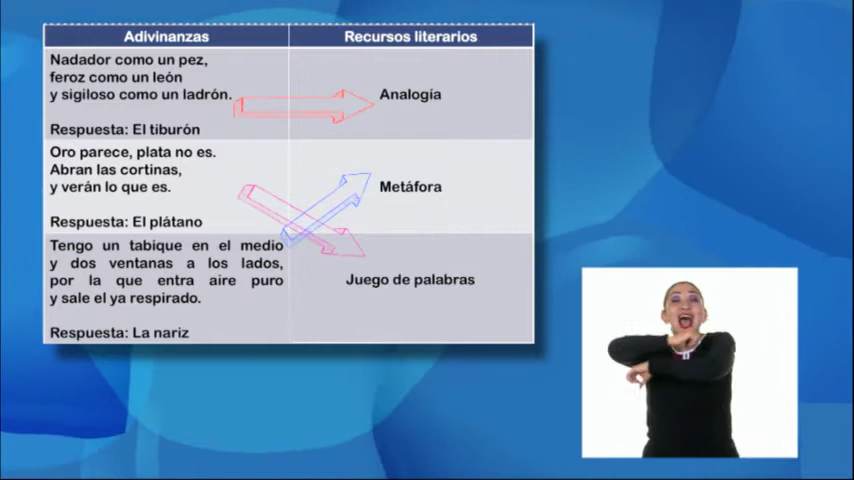 Adivinanzas
Recursos literarios
Nadador como un pez,
feroz como un león
y sigiloso como un ladrón.
Respuesta: El tiburón
Analogía
Oro parece, plata no es.
Abran las cortinas,
y verán lo que es.
Respuesta: El plátano
Metáfora
Tengo un tabique en el medio
y dos ventanas a los lados,
por la que entra aire puro
y sale el ya respirado.
Respuesta: La nariz
Juego de palabras